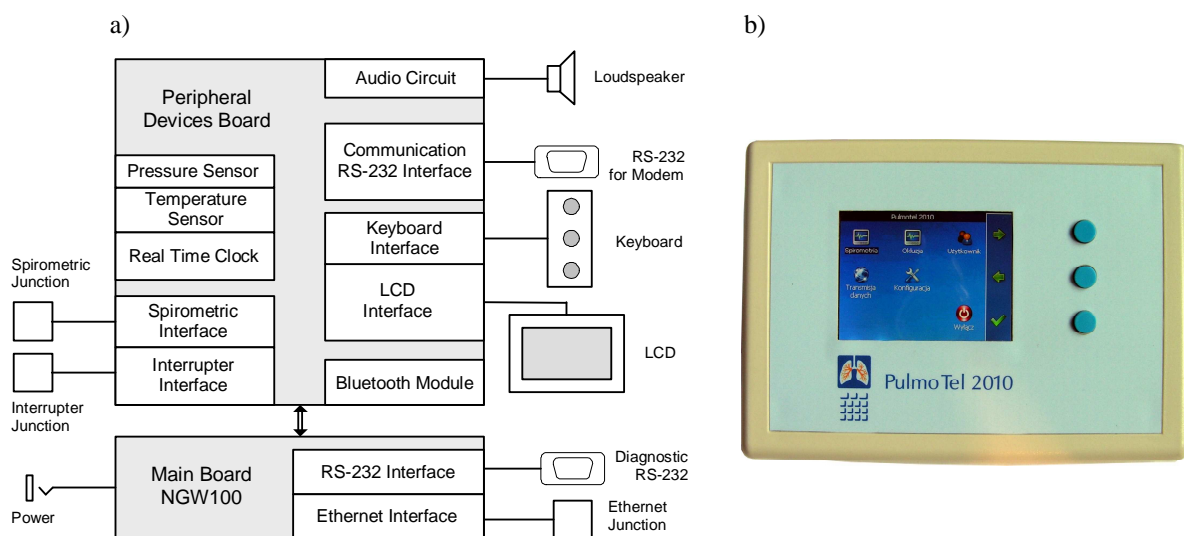 a)
b)
Peripheral
Devices Board
Audio Circuit
Loudspeaker
Communication
RS-232 Interface
RS-232
for Modem
Pressure Sensor
Temperature
Sensor
Real Time Clock
Keyboard
Interface
Keyboard
LCD
Interface
LCD
Spirometric
Junction
Spirometric
Interface
Interrupter
Interface
Interrupter
Junction
Bluetooth Module
Main Board
NGW100
RS-232 Interface
Diagnostic
RS-232
Ethernet Interface
Ethernet
Junction
Power
Pulmotel 2010
Spirometria
Okluzja
Użytkownik
Transmisja
danych
Konfiguracja
Wyłącz
PulmoTel 2010